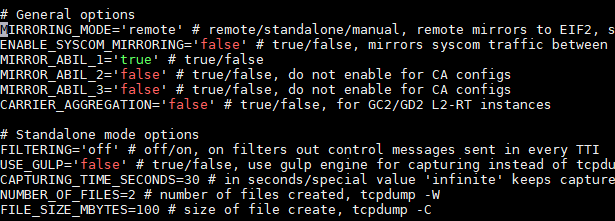 # General options
MIRRORING_MODE='remote' # remote/standalone/manual, remote mirrors to EIF2, s
ENABLE_SYSCOM_MIRRORING='false' # true/false, mirrors syscom traffic between
MIRROR_ABIL_1='true' # true/false
MIRROR_ABIL_2='false' # true/false, do not enable for CA configs
MIRROR_ABIL_3='false' # true/false, do not enable for CA configs
CARRIER_AGGREGATION='false' # true/false, for GC2/GD2 L2-RT instances
# Standalone mode options
FILTERING='off' # off/on, on filters out control messages sent in every TTI
USE_GULP='false' # true/false, use gulp engine for capturing instead of tcpdu
CAPTURING_TIME_SECONDS=30 # in seconds/special value 'infinite' keeps capture
NUMBER_OF_FILES=2 # number of files created, tcpdump -W
FILE_SIZE_MBYTES=100 # size of file create, tcpdump -C